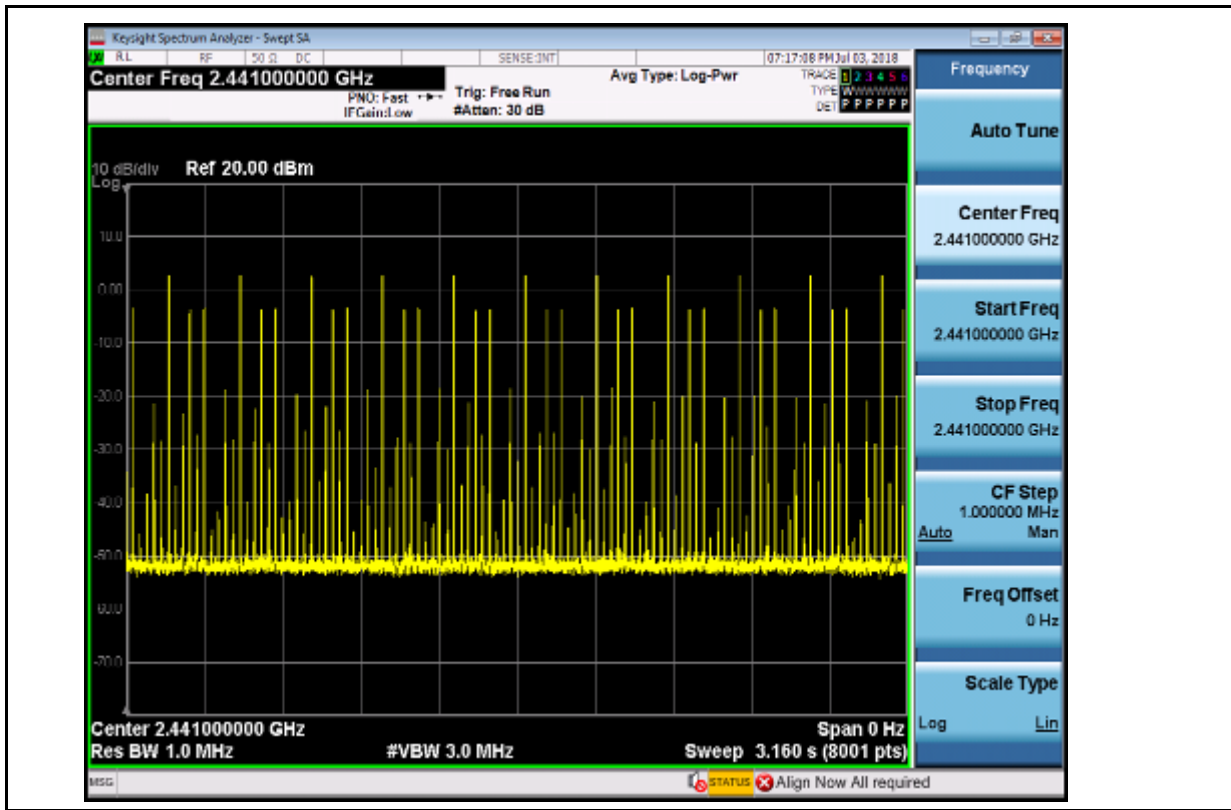 Keysight Spectrum Analyzer - Swept SA
RL RF 50 Ω DC SENSE:INT 07:17:08 PM Jul 03, 2018
Center Freq 2.441000000 GHz
Avg Type: Log-Pwr
TRACE 1 2 3 4 5 6
PNO: Fast
Trig: Free Run
TYPE WWWWWW
IFGain:Low
#Atten: 30 dB
DET P P P P P P
10 dB/div Ref 20.00 dBm
Log
10.0
0.00
-10.0
-20.0
-30.0
-40.0
-50.0
-60.0
-70.0
Center 2.441000000 GHz Span 0 Hz
Res BW 1.0 MHz #VBW 3.0 MHz Sweep 3.160 s (8001 pts)
MSG STATUS Align Now All required
Frequency
Auto Tune
Center Freq
2.441000000 GHz
Start Freq
2.441000000 GHz
Stop Freq
2.441000000 GHz
CF Step
1.000000 MHz
Auto Man
Freq Offset
0 Hz
Scale Type
Log Lin